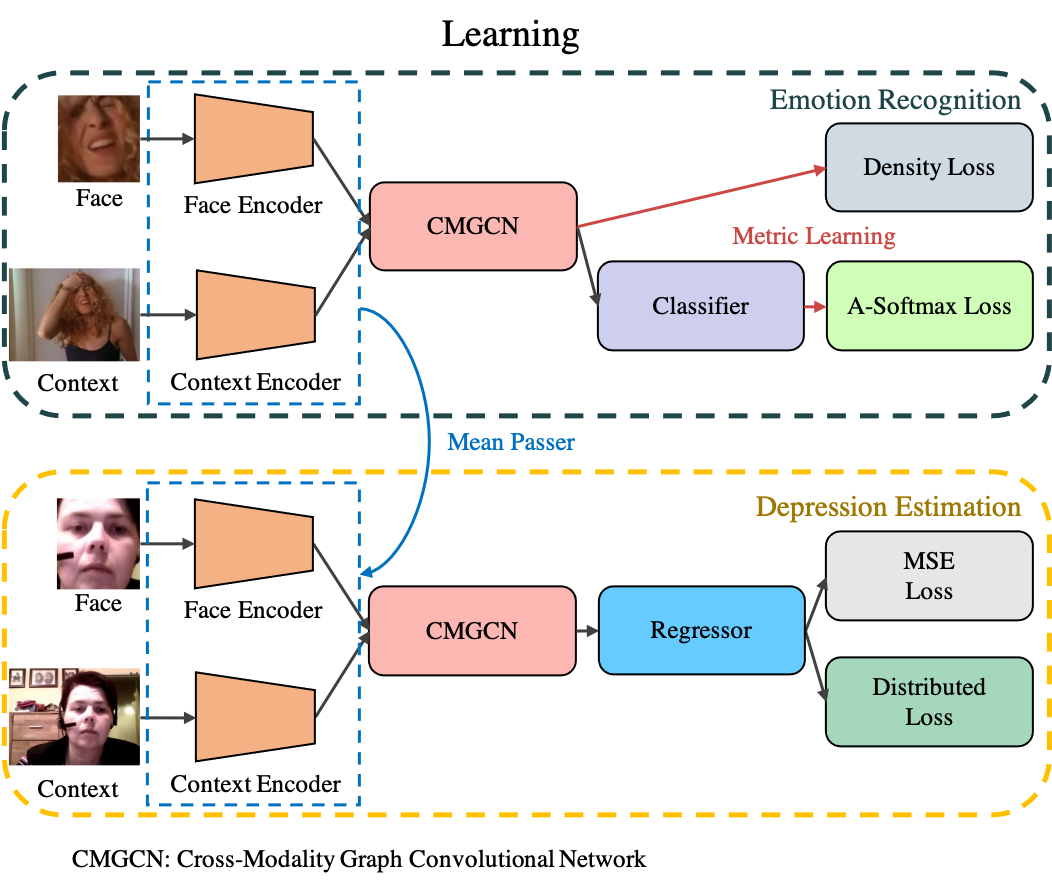 Learning
Emotion Recognition
Face
Face Encoder
Context
Context Encoder
CMGCN
Density Loss
Metric Learning
Classifier
A-Softmax Loss
Mean Passer
Depression Estimation
Face
Face Encoder
Context
Context Encoder
CMGCN
Regressor
MSE
Loss
Distributed
Loss
CMGCN: Cross-Modality Graph Convolutional Network